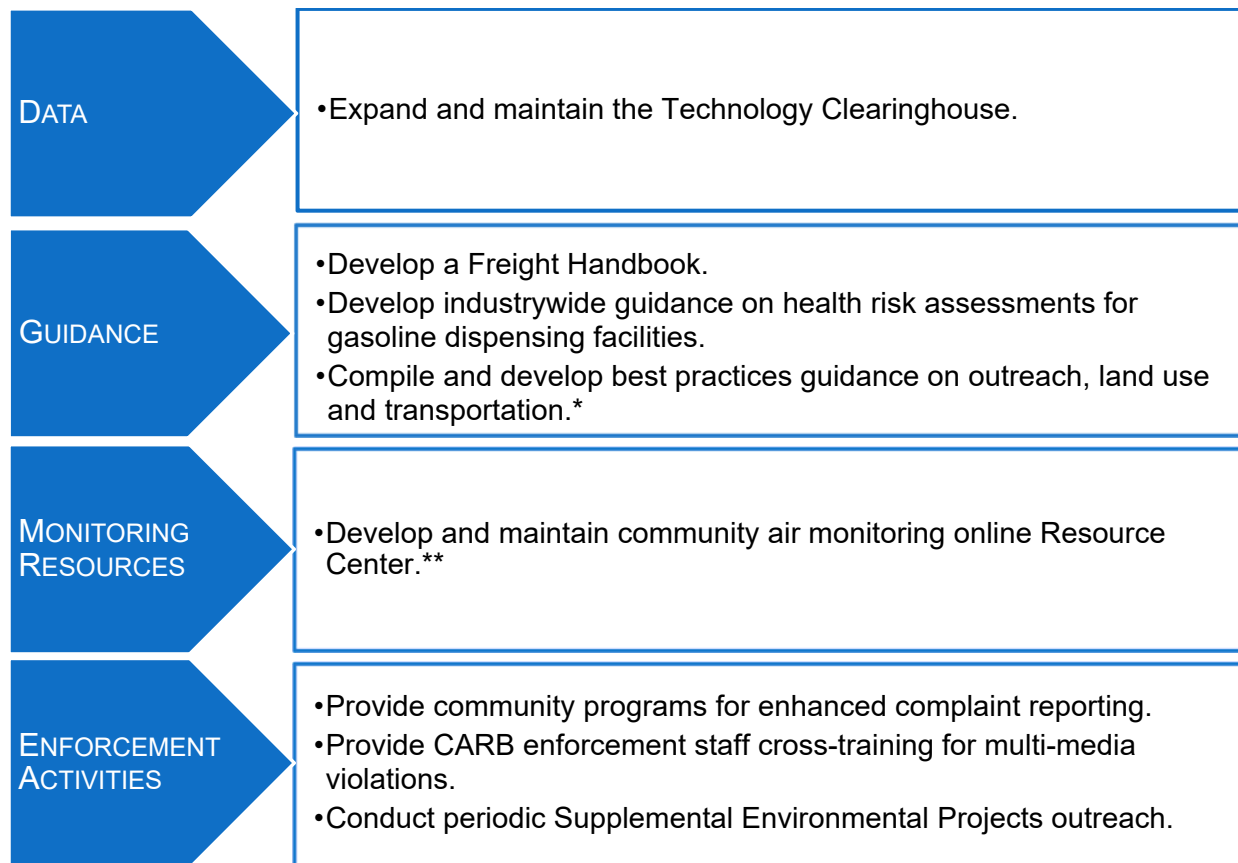 DATA
•Expand and maintain the Technology Clearinghouse.
GUIDANCE
•Develop a Freight Handbook.
•Develop industrywide guidance on health risk assessments for
gasoline dispensing facilities.
•Compile and develop best practices guidance on outreach, land use
and transportation.*
MONITORING
RESOURCES
•Develop and maintain community air monitoring online Resource
Center.**
ENFORCEMENT
ACTIVITIES
•Provide community programs for enhanced complaint reporting.
•Provide CARB enforcement staff cross-training for multi-media
violations.
•Conduct periodic Supplemental Environmental Projects outreach.